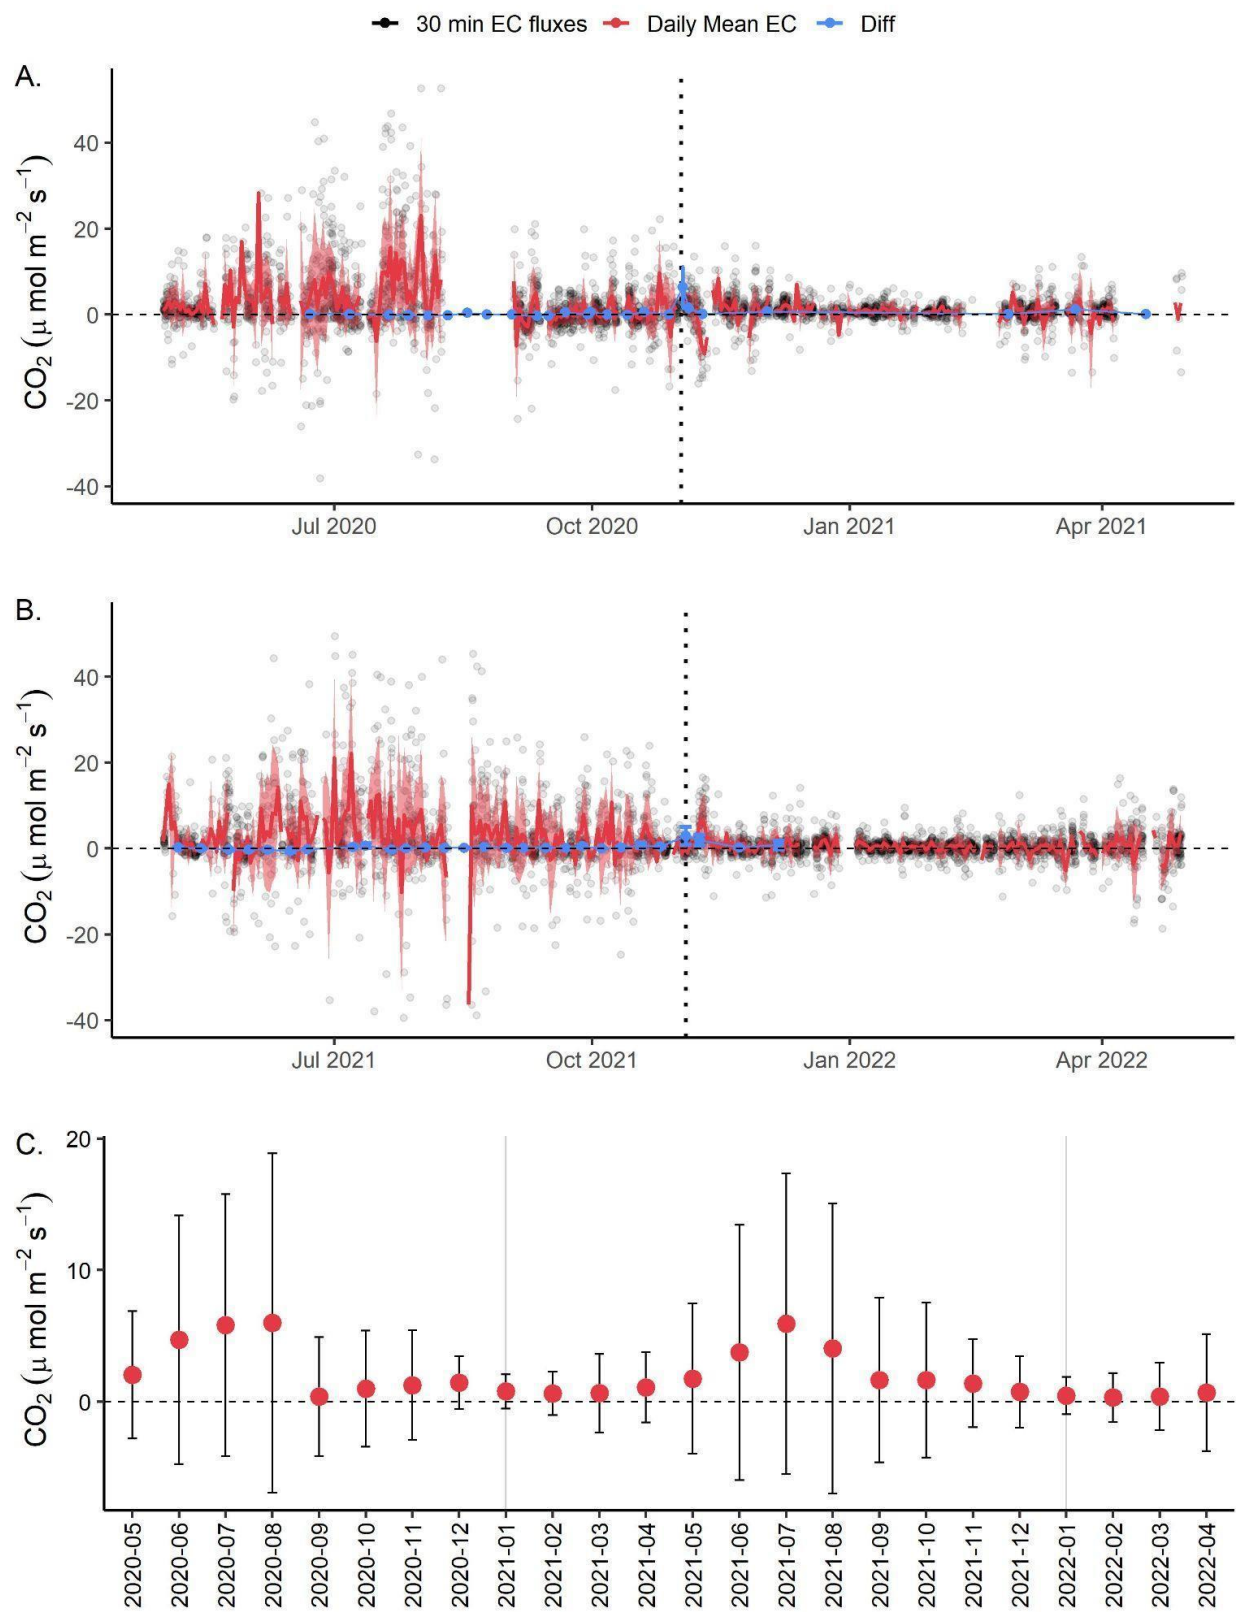 30 min EC fluxes Daily Mean EC Diff
A.
CO2 (μ mol m−2 s−1)
40
20
0
-20
-40
Jul 2020 Oct 2020 Jan 2021 Apr 2021
B.
CO2 (μ mol m−2 s−1)
40
20
0
-20
-40
Jul 2021 Oct 2021 Jan 2022 Apr 2022
C.
CO2 (μ mol m−2 s−1)
20
10
0
2020-05 2020-06 2020-07 2020-08 2020-09 2020-10 2020-11 2020-12 2021-01 2021-02 2021-03 2021-04 2021-05 2021-06 2021-07 2021-08 2021-09 2021-10 2021-11 2021-12 2022-01 2022-02 2022-03 2022-04